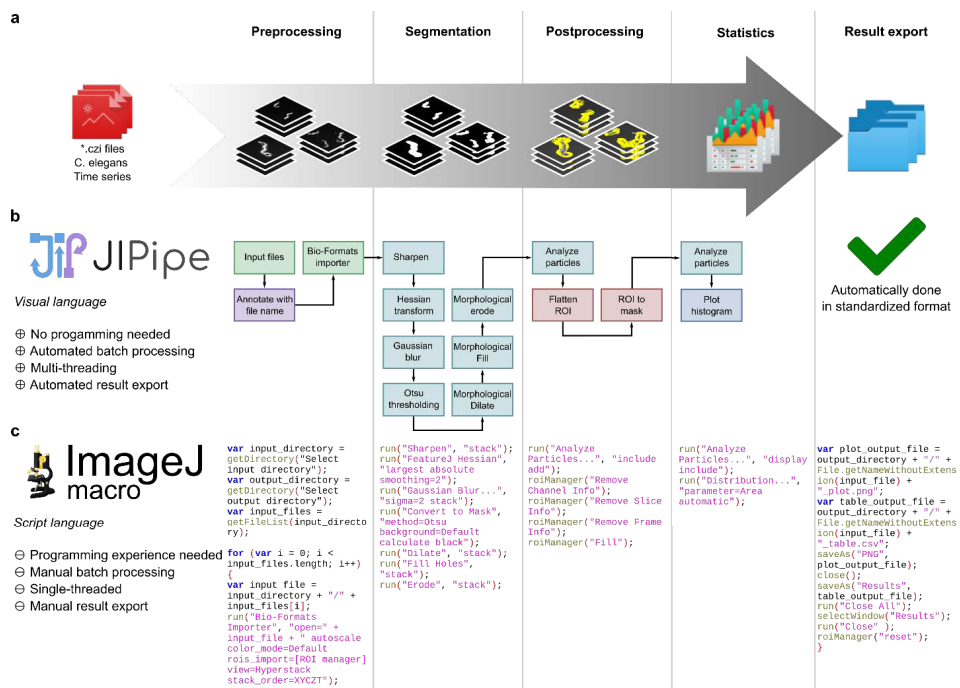 a
Preprocessing
Segmentation
Postprocessing
Statistics
Result export
*.czi files
C. elegans
Time series
b
JIPipe
Visual language
⊕ No progamming needed
⊕ Automated batch processing
⊕ Multi-threading
⊕ Automated result export
Input files
Annotate with
file name
Bio-Formats
importer
Sharpen
Hessian
transform
Gaussian
blur
Otsu
thresholding
Morphological
erode
Morphological
Fill
Morphological
Dilate
Analyze
particles
Flatten
ROI
ROI to
mask
Analyze
particles
Plot
histogram
Automatically done
in standardized format
c
ImageJ
macro
Script language
⊖ Programming experience needed
⊖ Manual batch processing
⊖ Single-threaded
⊖ Manual result export
var input_directory =
getDirectory("Select
input directory");
var output_directory =
getDirectory("Select
output directory");
var input_files =
getFileList(input_directo
ry);
for (var i = 0; i <
input_files.length; i++)
{
var input file =
input_directory + "/" +
input_files[i];
run("Bio-Formats
Importer", "open=" +
input_file + " autoscale
color_mode=Default
rois_import=[ROI manager]
view=Hyperstack
stack_order=XYCZT");
run("Sharpen", "stack");
run("FeatureJ Hessian",
"largest absolute
smoothing=2");
run("Gaussian Blur...",
"sigma=2 stack");
run("Convert to Mask",
"method=Otsu
background=Default
calculate black");
run("Dilate", "stack");
run("Fill Holes",
"stack");
run("Erode", "stack");
run("Analyze
Particles...", "include
add");
roiManager("Remove
Channel Info");
roiManager("Remove Slice
Info");
roiManager("Remove Frame
Info");
roiManager("Fill");
run("Analyze
Particles...", "display
include");
run("Distribution...",
"parameter=Area
automatic");
var plot_output_file =
output_directory + "/" +
File.getNameWithoutExtens
ion(input_file) +
"_plot.png";
var table_output_file =
output_directory + "/" +
File.getNameWithoutExtens
ion(input_file) +
"_table.csv";
saveAs("PNG",
plot_output_file);
close();
saveAs("Results",
table_output_file);
run("Close All");
selectWindow("Results");
run("Close" );
roiManager("reset");
}